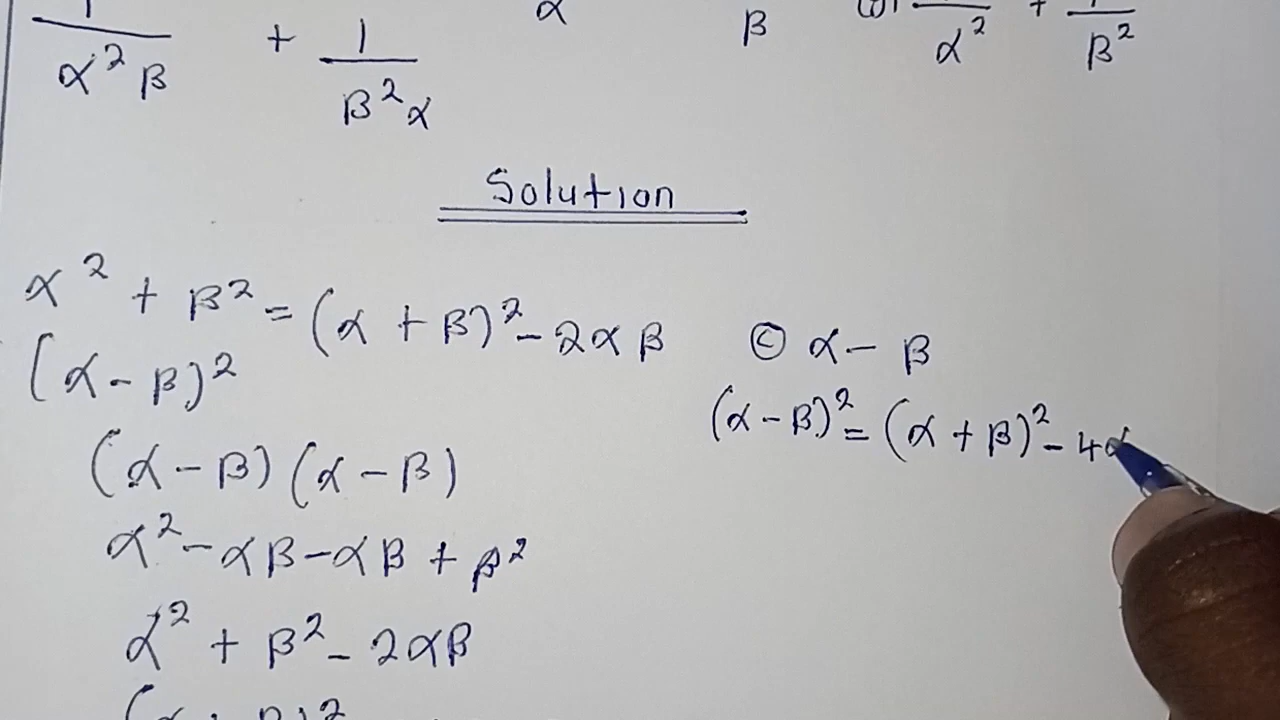 1/α²β + 1/β²α
α
β
1/α² + 1/β²
Solution
α² + β² = (α + β)² - 2αβ
(α - β)²
(α - β)(α - β)
α² - αβ - αβ + β²
α² + β² - 2αβ
© α - β
(α - β)² = (α + β)² - 4α